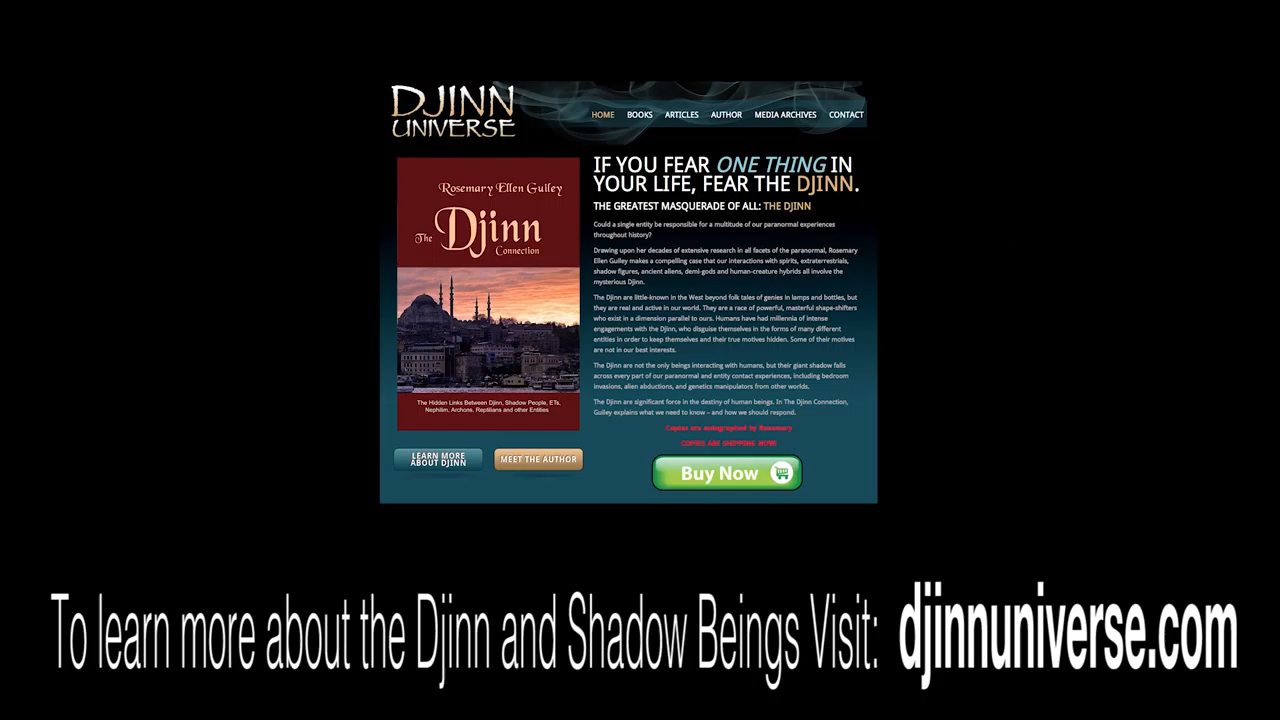 DJINN
UNIVERSE
HOME BOOKS ARTICLES AUTHOR MEDIA ARCHIVES CONTACT
Rosemary Ellen Guiley
The Djinn
Connection
The Hidden Links Between Djinn, Shadow People, ETs,
Nephilim, Archons, Reptilians and other Entities
LEARN MORE
ABOUT DJINN
MEET THE AUTHOR
IF YOU FEAR ONE THING IN
YOUR LIFE, FEAR THE DJINN.
THE GREATEST MASQUERADE OF ALL: THE DJINN
Could a single entity be responsible for a multitude of our paranormal experiences
throughout history?
Drawing upon her decades of extensive research in all facets of the paranormal, Rosemary
Ellen Guiley makes a compelling case that our interactions with spirits, extraterrestrials,
shadow figures, ancient aliens, demi-gods and human-creature hybrids all involve the
mysterious Djinn.
The Djinn are little-known in the West beyond folk tales of genies in lamps and bottles, but
they are real and active in our world. They are a race of powerful, masterful shape-shifters
who exist in a dimension parallel to ours. Humans have had millennia of intense
engagements with the Djinn, who disguise themselves in the forms of many different
entities in order to keep themselves and their true motives hidden. Some of their motives
are not in our best interests.
The Djinn are not the only beings interacting with humans, but their giant shadow falls
across every part of our paranormal and entity contact experiences, including bedroom
invasions, alien abductions, and genetics manipulators from other worlds.
The Djinn are significant force in the destiny of human beings. In The Djinn Connection,
Guiley explains what we need to know – and how we should respond.
Copies are autographed by Rosemary
COPIES ARE SHIPPING NOW!
Buy Now
To learn more about the Djinn and Shadow Beings Visit: djinnuniverse.com